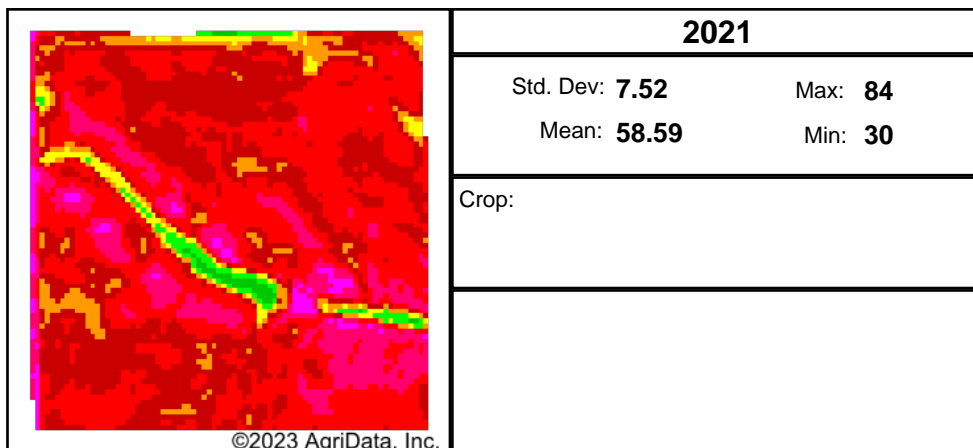 2021
Std. Dev: 7.52 Max: 84
Mean: 58.59 Min: 30
Crop:
©2023 AgriData, Inc.